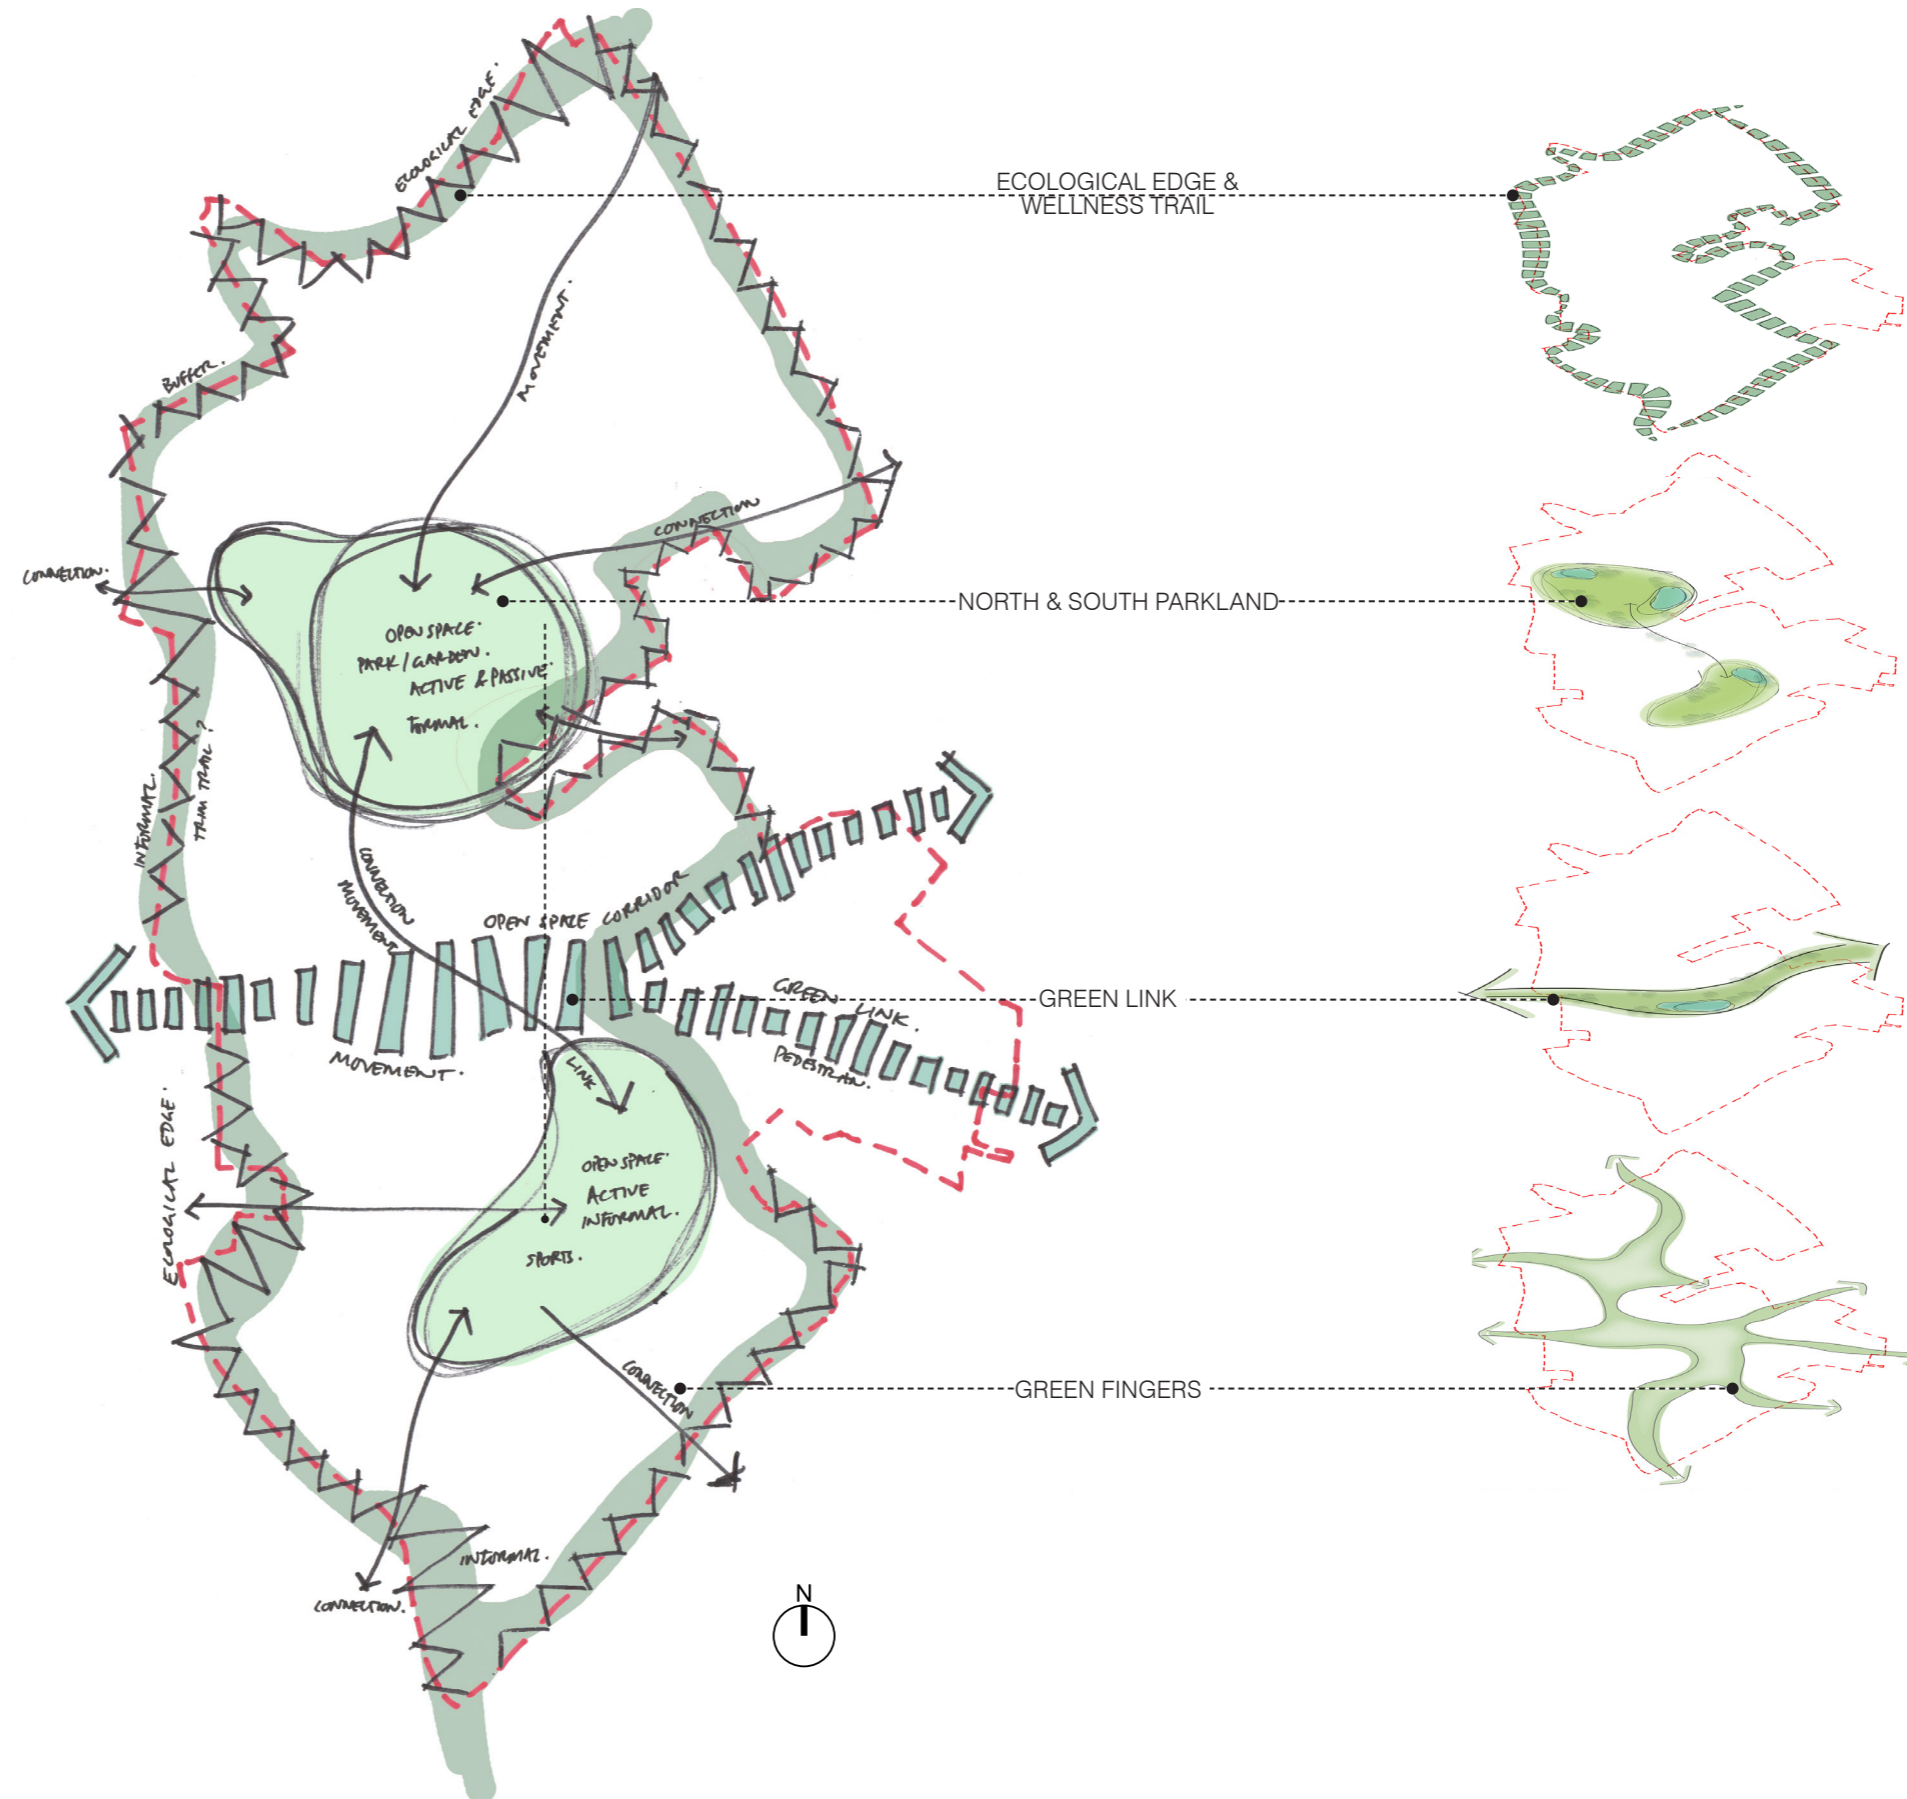 ECOLOGICAL EDGE.
ECOLOGICAL EDGE &
WELLNESS TRAIL
MOVEMENT.
BUFFER.
CONNECTION
CONNECTION.
NORTH & SOUTH PARKLAND
OPEN SPACE.
PARK / GARDEN.
ACTIVE & PASSIVE.
FORMAL.
INFORMAL.
TRIM TRAIL ?
CONNECTION
MOVEMENT
OPEN SPACE CORRIDOR
GREEN LINK.
GREEN LINK
MOVEMENT.
PEDESTRIAN.
LINK
ECOLOGICAL EDGE.
OPEN SPACE.
ACTIVE
INFORMAL.
SPORTS.
CONNECTION
GREEN FINGERS
INFORMAL.
CONNECTION.
N